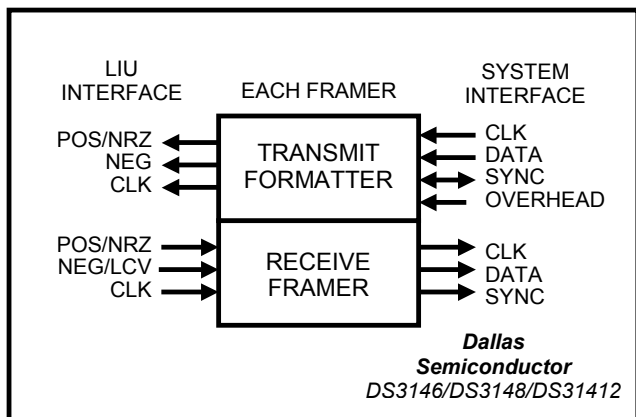 LIU
INTERFACE
EACH FRAMER
SYSTEM
INTERFACE
POS/NRZ
NEG
CLK
TRANSMIT
FORMATTER
CLK
DATA
SYNC
OVERHEAD
POS/NRZ
NEG/LCV
CLK
RECEIVE
FRAMER
CLK
DATA
SYNC
Dallas
Semiconductor
DS3146/DS3148/DS31412